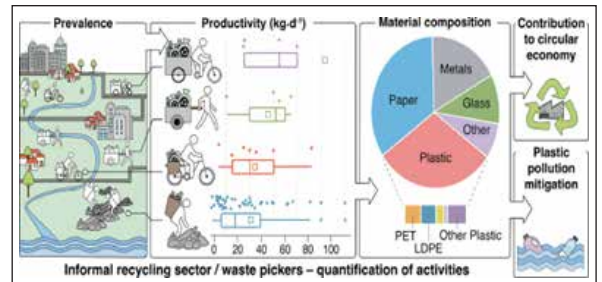 Prevalence
Productivity (kg-d⁻¹)
Material composition
Contribution
to circular
economy
Metals
Paper
Glass
Other
Plastic
Plastic
pollution
mitigation
PET
LDPE
Other Plastic
0 20 40 60 80 100
Informal recycling sector / waste pickers – quantification of activities